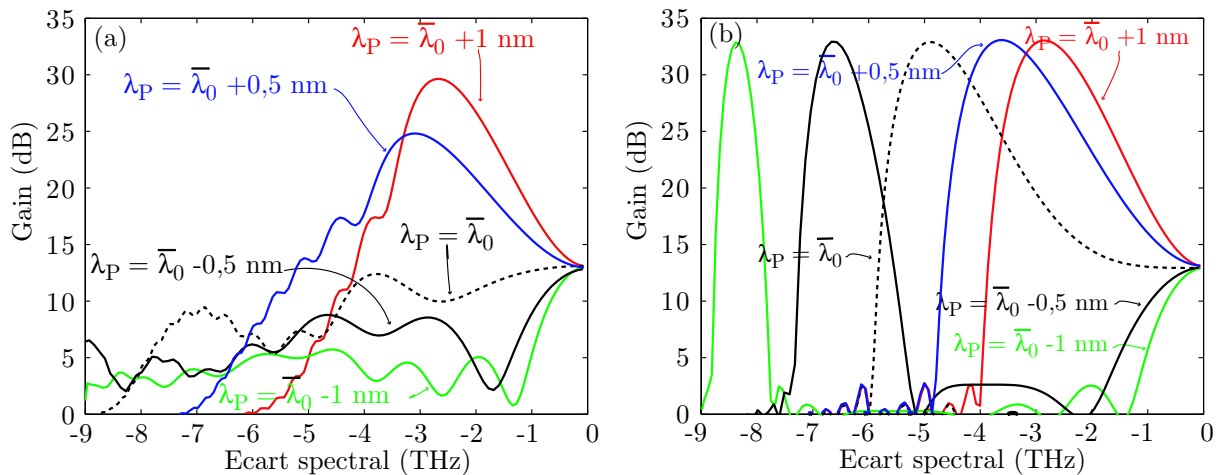 (a)
λP = λ̄0 +1 nm
λP = λ̄0 +0,5 nm
λP = λ̄0
λP = λ̄0 -0,5 nm
λP = λ̄0 -1 nm
Gain (dB)
35
30
25
20
15
10
5
0
-9 -8 -7 -6 -5 -4 -3 -2 -1 0
Ecart spectral (THz)
(b)
λP = λ̄0 +1 nm
λP = λ̄0 +0,5 nm
λP = λ̄0
λP = λ̄0 -0,5 nm
λP = λ̄0 -1 nm
Gain (dB)
35
30
25
20
15
10
5
0
-9 -8 -7 -6 -5 -4 -3 -2 -1 0
Ecart spectral (THz)